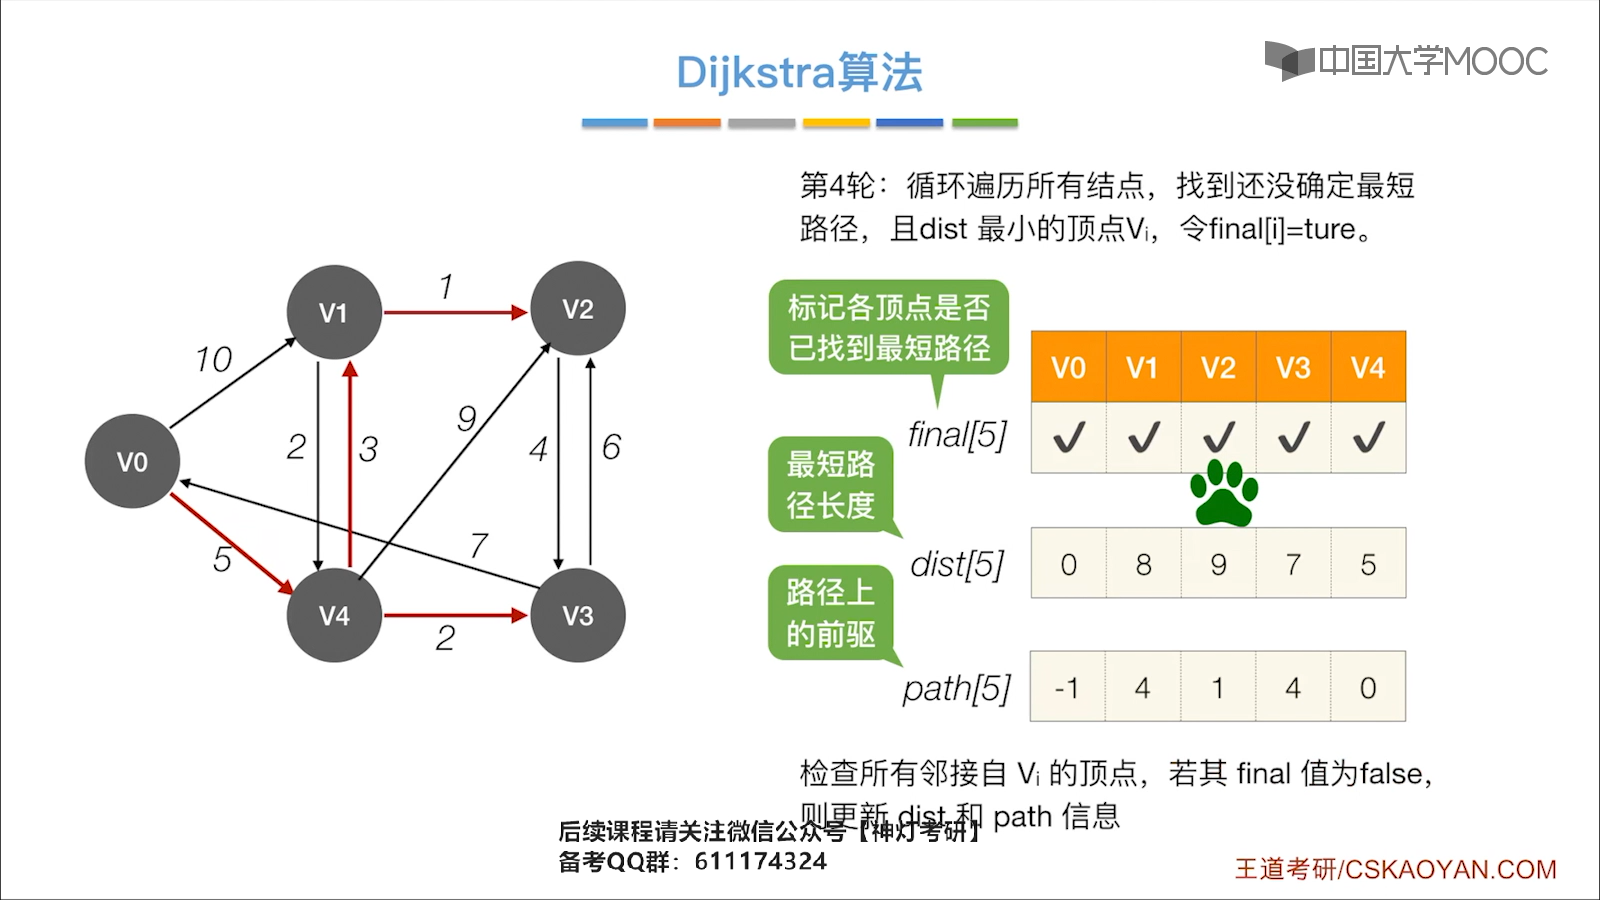 Dijkstra算法
中国大学MOOC
第4轮：循环遍历所有结点，找到还没确定最短
路径，且dist 最小的顶点Vi，令final[i]=ture。
V1
1
V2
10
2
3
9
4
6
V0
5
7
V4
2
V3
标记各顶点是否
已找到最短路径
V0 V1 V2 V3 V4
final[5] ✓ ✓ ✓ ✓ ✓
最短路
径长度
dist[5] 0 8 9 7 5
路径上
的前驱
path[5] -1 4 1 4 0
检查所有邻接自 Vi 的顶点，若其 final 值为false，
则更新 dist 和 path 信息
后续课程请关注微信公众号【神灯考研】
备考QQ群：611174324
王道考研/CSKAOYAN.COM